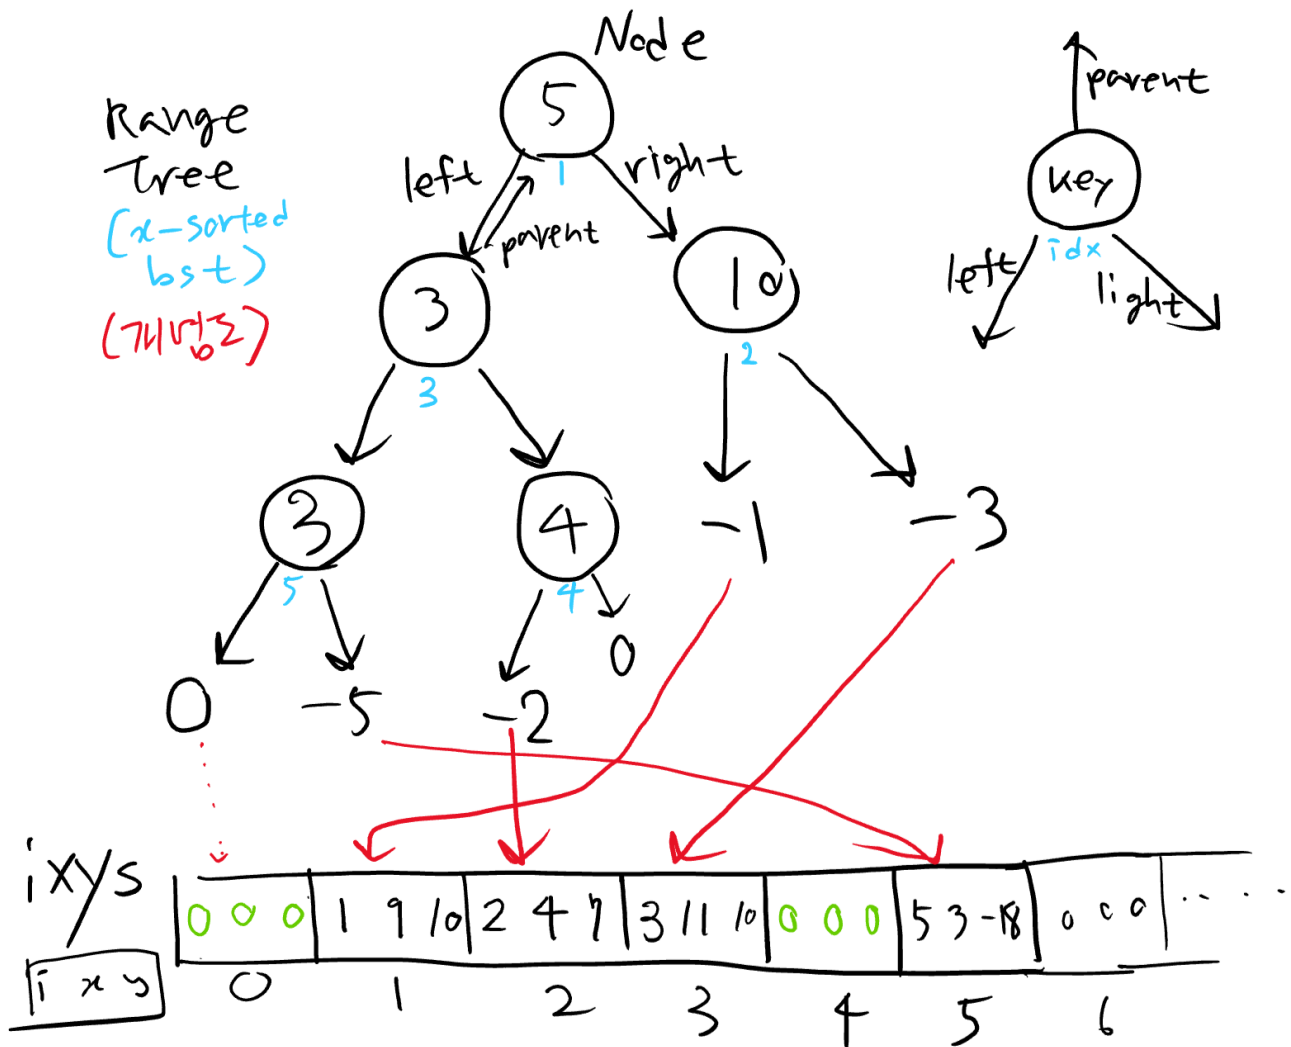 Node
5
1
parent
Range
Tree
(x-sorted
bst)
(개념도)
left
right
parent
key
idx
left
light
3
3
10
2
3
5
4
4
-1
-3
0
-5
-2
0
ixys
0 0 0 1 9 10 2 4 7 3 11 10 0 0 0 5 3 -18 0 0 0 ....
i x y
0 1 2 3 4 5 6